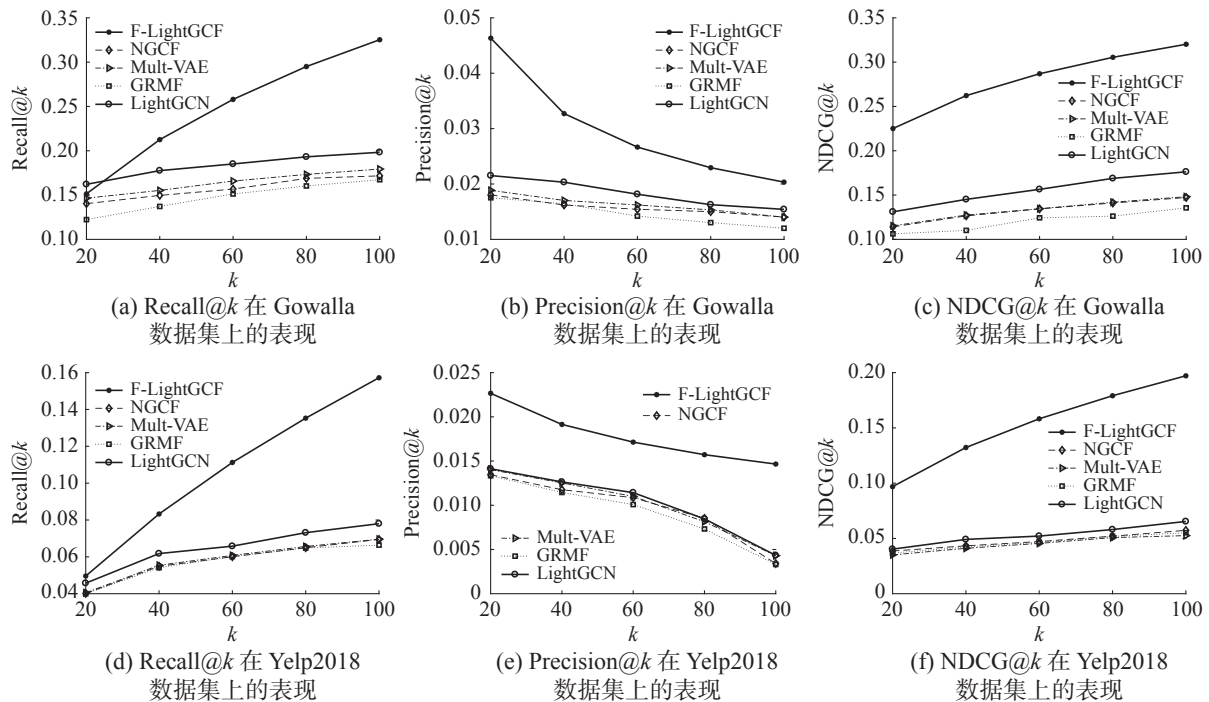 0.35
0.30
0.25
0.20
0.15
0.10
Recall@k
F-LightGCF
NGCF
Mult-VAE
GRMF
LightGCN
20 40 60 80 100
k
(a) Recall@k 在 Gowalla
数据集上的表现
0.05
0.04
0.03
0.02
0.01
Precision@k
F-LightGCF
NGCF
Mult-VAE
GRMF
LightGCN
20 40 60 80 100
k
(b) Precision@k 在 Gowalla
数据集上的表现
0.35
0.30
0.25
0.20
0.15
0.10
NDCG@k
F-LightGCF
NGCF
Mult-VAE
GRMF
LightGCN
20 40 60 80 100
k
(c) NDCG@k 在 Gowalla
数据集上的表现
0.16
0.14
0.12
0.10
0.08
0.06
0.04
Recall@k
F-LightGCF
NGCF
Mult-VAE
GRMF
LightGCN
20 40 60 80 100
k
(d) Recall@k 在 Yelp2018
数据集上的表现
0.025
0.020
0.015
0.010
0.005
0
Precision@k
F-LightGCF
NGCF
Mult-VAE
GRMF
LightGCN
20 40 60 80 100
k
(e) Precision@k 在 Yelp2018
数据集上的表现
0.20
0.15
0.10
0.05
0
NDCG@k
F-LightGCF
NGCF
Mult-VAE
GRMF
LightGCN
20 40 60 80 100
k
(f) NDCG@k 在 Yelp2018
数据集上的表现